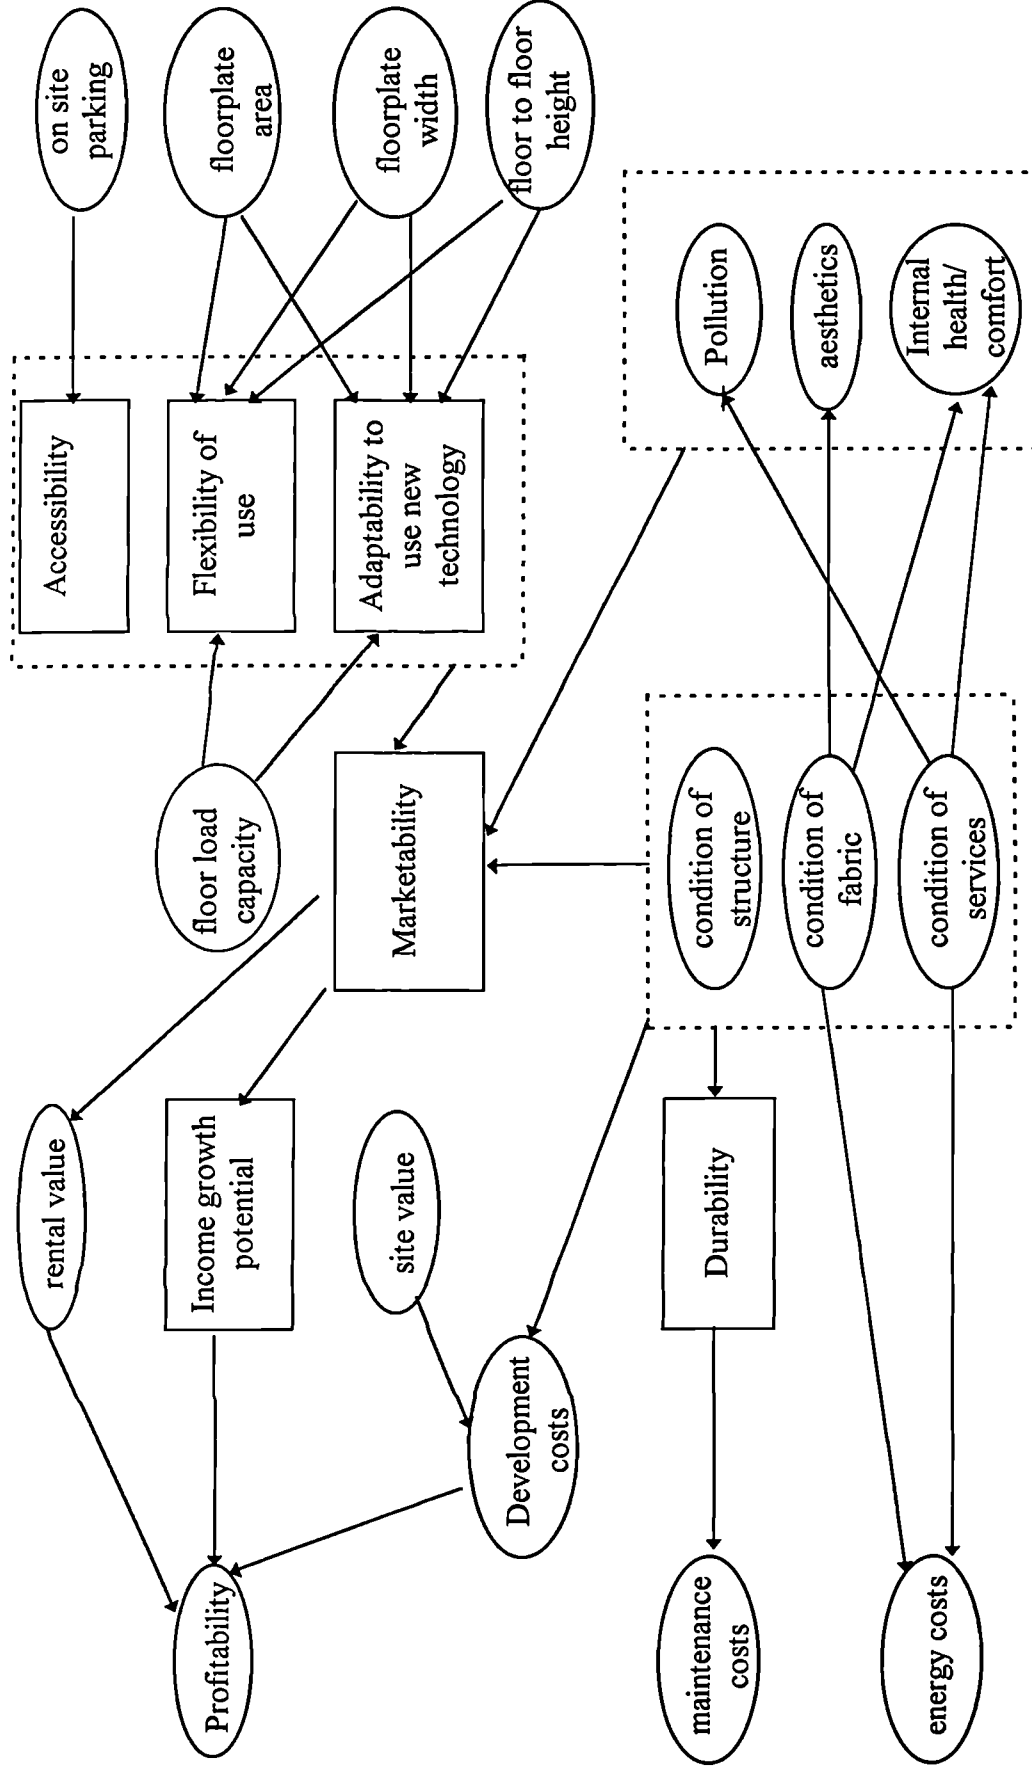 rental value
Accessibility
on site
parking
Profitability
Income growth
potential
floor load
capacity
Flexibility of
use
floorplate
area
site value
Marketability
Adaptability to
use new
technology
floorplate
width
Development
costs
floor to floor
height
maintenance
costs
Durability
condition of
structure
Pollution
condition of
fabric
aesthetics
energy costs
condition of
services
Internal
health/
comfort